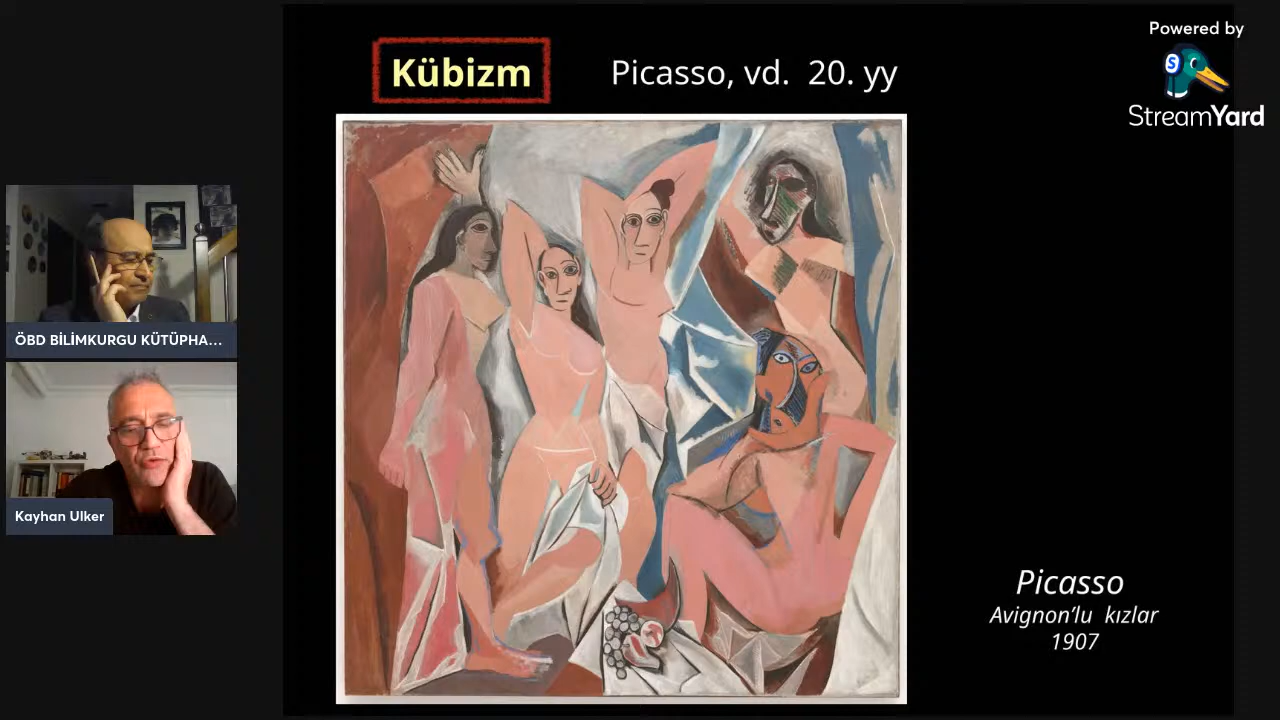 Kübizm
Picasso, vd. 20. yy
Powered by
S
StreamYard
ÖBD BİLİMKURGU KÜTÜPHA...
Kayhan Ulker
Picasso
Avignon'lu kızlar
1907